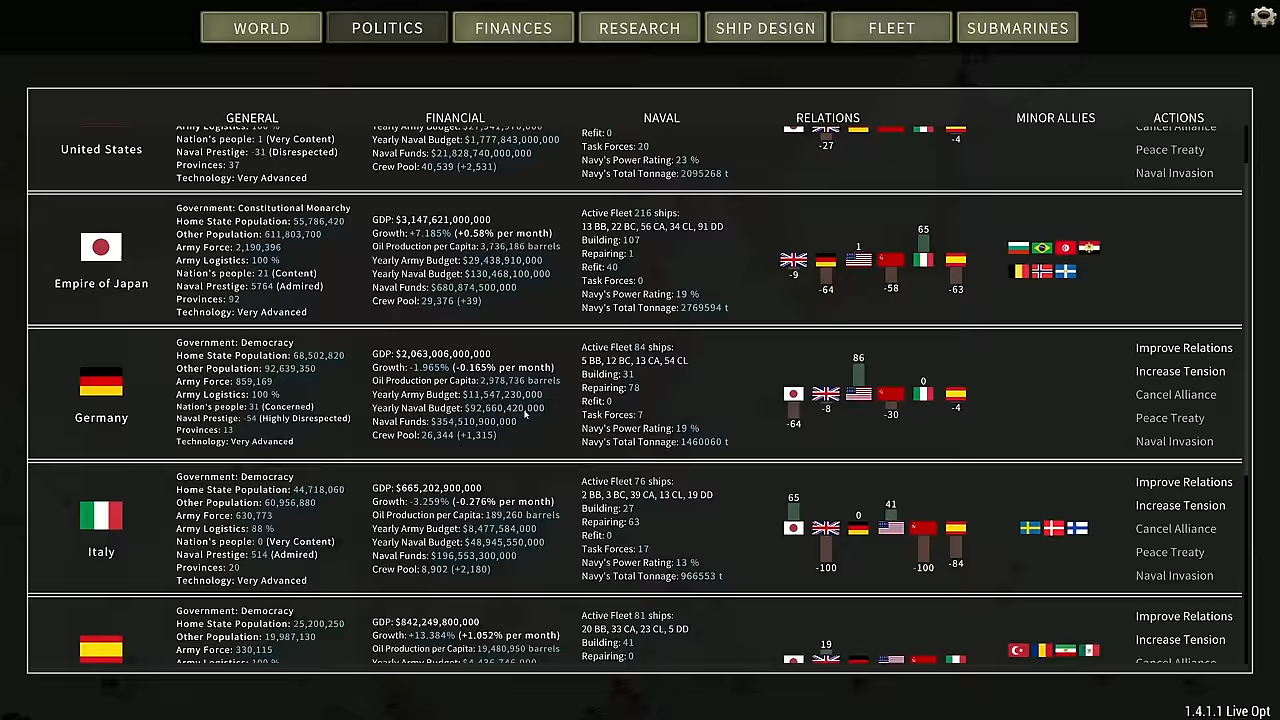 WORLD
POLITICS
FINANCES
RESEARCH
SHIP DESIGN
FLEET
SUBMARINES
GENERAL
FINANCIAL
NAVAL
RELATIONS
MINOR ALLIES
ACTIONS
United States
Army Logistics: 100 %
Nation's people: 1 (Very Content)
Naval Prestige: -31 (Disrespected)
Provinces: 37
Technology: Very Advanced
Yearly Naval Budget: $1,777,843,000,000
Naval Funds: $21,828,740,000,000
Crew Pool: 40,539 (+2,531)
Refit: 0
Task Forces: 20
Navy's Power Rating: 23 %
Navy's Total Tonnage: 2095268 t
-27
-4
Cancel Alliance
Peace Treaty
Naval Invasion
Empire of Japan
Government: Constitutional Monarchy
Home State Population: 55,786,420
Other Population: 611,803,700
Army Force: 2,190,396
Army Logistics: 100 %
Nation's people: 21 (Content)
Naval Prestige: 5764 (Admired)
Provinces: 92
Technology: Very Advanced
GDP: $3,147,621,000,000
Growth: +7.185% (+0.58% per month)
Oil Production per Capita: 3,736,186 barrels
Yearly Army Budget: $29,438,910,000
Yearly Naval Budget: $130,468,100,000
Naval Funds: $680,874,500,000
Crew Pool: 29,376 (+39)
Active Fleet 216 ships:
13 BB, 22 BC, 56 CA, 34 CL, 91 DD
Building: 107
Repairing: 1
Refit: 40
Task Forces: 0
Navy's Power Rating: 19 %
Navy's Total Tonnage: 2769594 t
-9
-64
1
-58
65
-63
Germany
Government: Democracy
Home State Population: 68,502,820
Other Population: 92,639,350
Army Force: 859,169
Army Logistics: 100 %
Nation's people: 31 (Concerned)
Naval Prestige: -54 (Highly Disrespected)
Provinces: 13
Technology: Very Advanced
GDP: $2,063,006,000,000
Growth: -1.965% (-0.165% per month)
Oil Production per Capita: 2,978,736 barrels
Yearly Army Budget: $11,547,230,000
Yearly Naval Budget: $92,660,420,000
Naval Funds: $354,510,900,000
Crew Pool: 26,344 (+1,315)
Active Fleet 84 ships:
5 BB, 12 BC, 13 CA, 54 CL
Building: 31
Repairing: 78
Refit: 0
Task Forces: 7
Navy's Power Rating: 19 %
Navy's Total Tonnage: 1460060 t
-64
-8
86
-30
0
-4
Improve Relations
Increase Tension
Cancel Alliance
Peace Treaty
Naval Invasion
Italy
Government: Democracy
Home State Population: 44,718,060
Other Population: 60,956,880
Army Force: 630,773
Army Logistics: 88 %
Nation's people: 0 (Very Content)
Naval Prestige: 514 (Admired)
Provinces: 20
Technology: Very Advanced
GDP: $665,202,900,000
Growth: -3.259% (-0.276% per month)
Oil Production per Capita: 189,260 barrels
Yearly Army Budget: $8,477,584,000
Yearly Naval Budget: $48,945,550,000
Naval Funds: $196,553,300,000
Crew Pool: 8,902 (+2,180)
Active Fleet 76 ships:
2 BB, 3 BC, 39 CA, 13 CL, 19 DD
Building: 27
Repairing: 63
Refit: 0
Task Forces: 17
Navy's Power Rating: 13 %
Navy's Total Tonnage: 966553 t
65
-100
0
41
-100
-84
Improve Relations
Increase Tension
Cancel Alliance
Peace Treaty
Naval Invasion
Government: Democracy
Home State Population: 25,200,250
Other Population: 19,987,130
Army Force: 330,115
Army Logistics: 100 %
GDP: $842,249,800,000
Growth: +13.384% (+1.052% per month)
Oil Production per Capita: 19,480,950 barrels
Yearly Army Budget: $4,436,746,000
Active Fleet 81 ships:
20 BB, 33 CA, 23 CL, 5 DD
Building: 41
Repairing: 0
19
Improve Relations
Increase Tension
Cancel Alliance
1.4.1.1 Live Opt